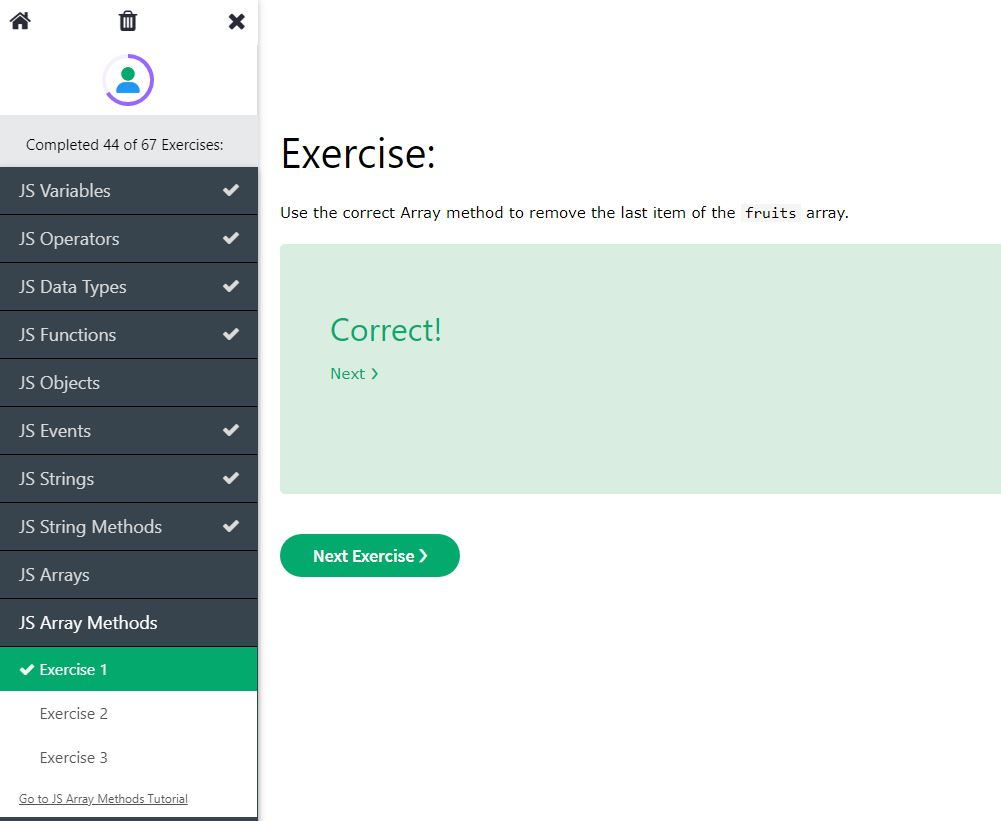 Completed 44 of 67 Exercises:
JS Variables
JS Operators
JS Data Types
JS Functions
JS Objects
JS Events
JS Strings
JS String Methods
JS Arrays
JS Array Methods
Exercise 1
Exercise 2
Exercise 3
Go to JS Array Methods Tutorial
Exercise:
Use the correct Array method to remove the last item of the fruits array.
Correct!
Next ❯
Next Exercise ❯